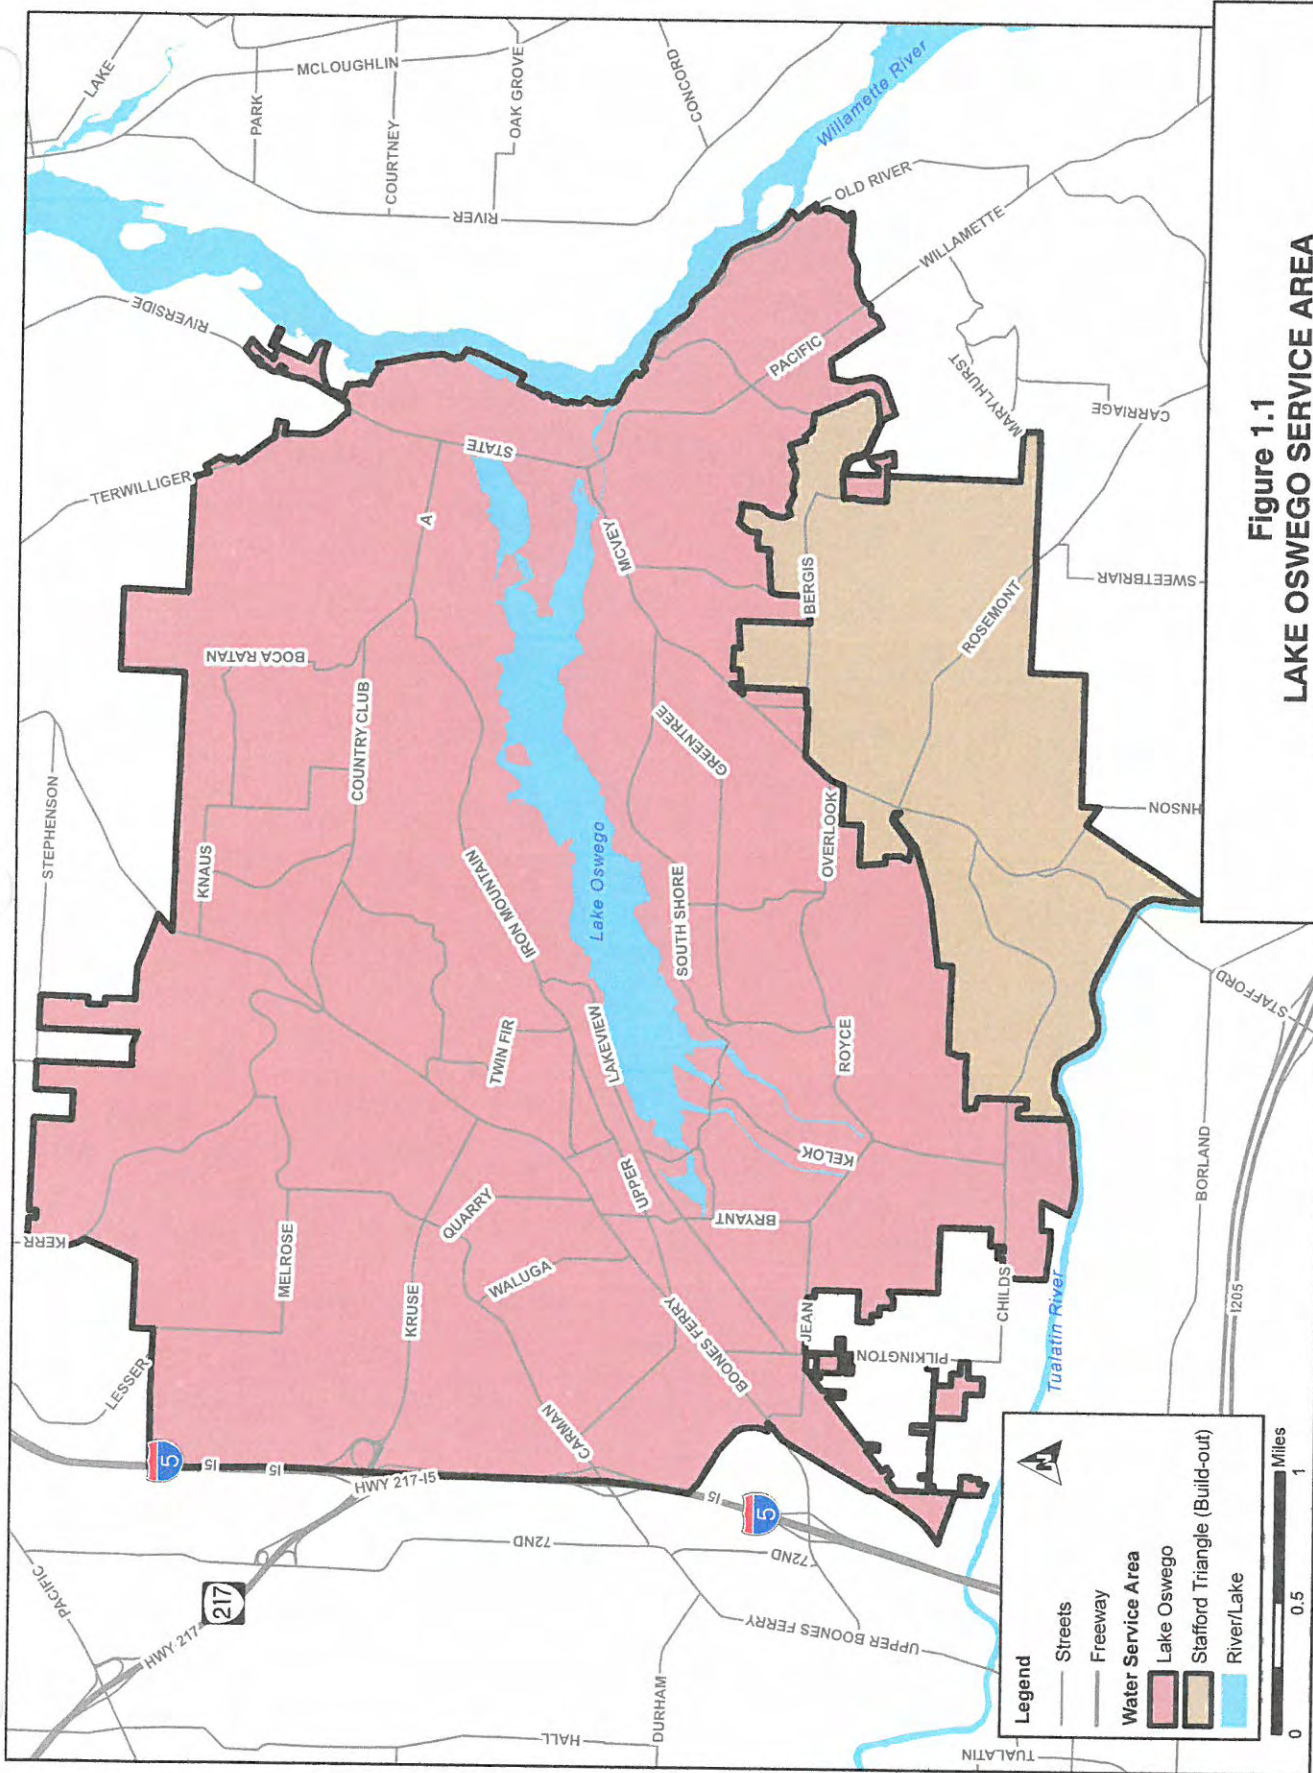 LAKE
MCLOUGHLIN
PARK
COURTNEY
OAK GROVE
CONCORD
RIVER
Willamette River
OLD RIVER
WILLAMETTE
RIVERSIDE
TERWILLIGER
STATE
A
PACIFIC
MARYLHURST
CARRIAGE
MCVEY
BERGIS
ROSEMONT
SWEETBRIAR
BOCA RATAN
COUNTRY CLUB
GREENTREE
OVERLOOK
HNSON
STEPHENSON
KNAUS
IRON MOUNTAIN
Lake Oswego
SOUTH SHORE
STAFFORD
TWIN FIR
LAKEVIEW
ROYCE
KELOK
UPPER
BORLAND
I205
KERR
MELROSE
QUARRY
BRYANT
WALUGA
KRUSE
LESSER
BOONES FERRY
JEAN
CHILDS
PILKINGTON
Tualatin River
CARMAN
5
I5
I5
HWY 217-I5
I5
5
72ND
72ND
PACIFIC
217
HWY 217
UPPER BOONES FERRY
DURHAM
HALL
TUALATIN
Legend
Streets
Freeway
Water Service Area
Lake Oswego
Stafford Triangle (Build-out)
River/Lake
N
0
0.5
1
Miles
Figure 1.1
LAKE OSWEGO SERVICE AREA